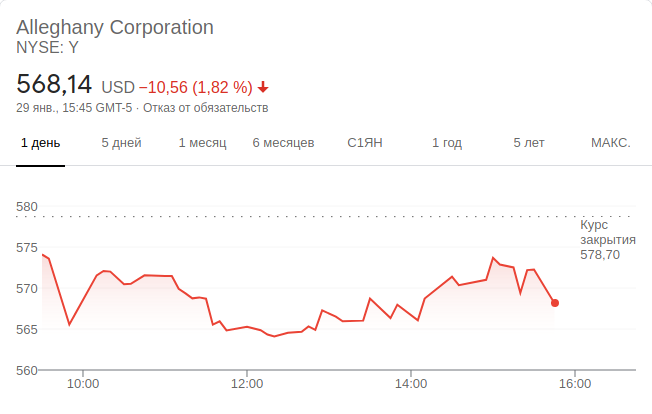 Alleghany Corporation
NYSE: Y
568,14 USD −10,56 (1,82 %)
29 янв., 15:45 GMT-5 · Отказ от обязательств
1 день 5 дней 1 месяц 6 месяцев С1ЯН 1 год 5 лет МАКС.
580
Курс
закрытия
578,70
575
570
565
560
10:00 12:00 14:00 16:00